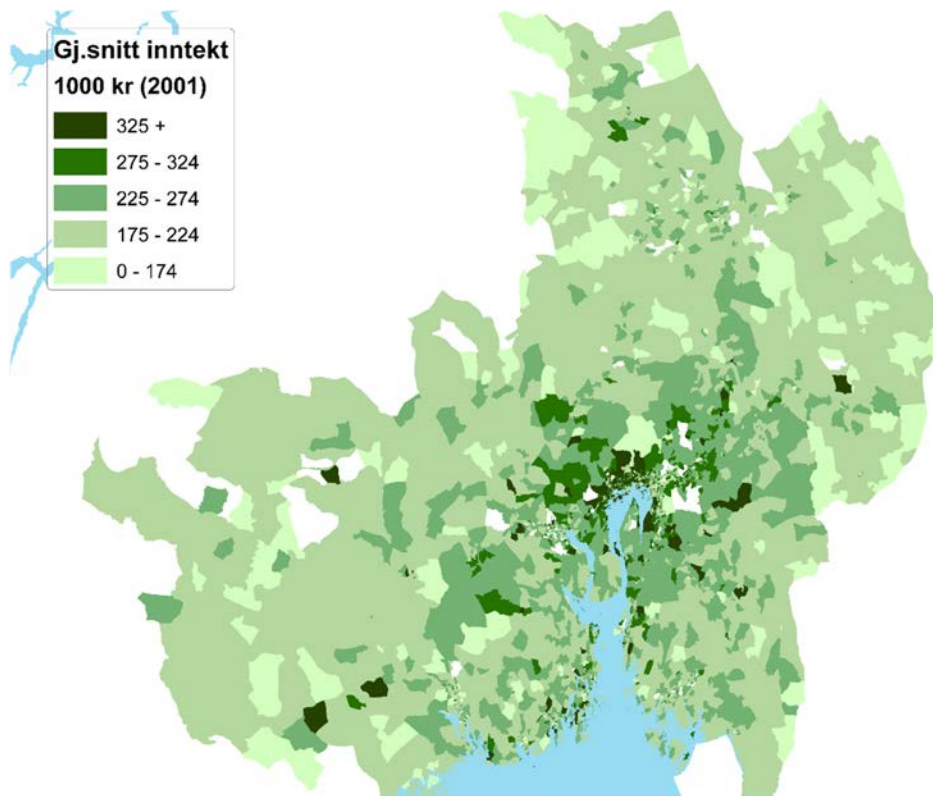 Gj.snitt inntekt
1000 kr (2001)
325 +
275 - 324
225 - 274
175 - 224
0 - 174